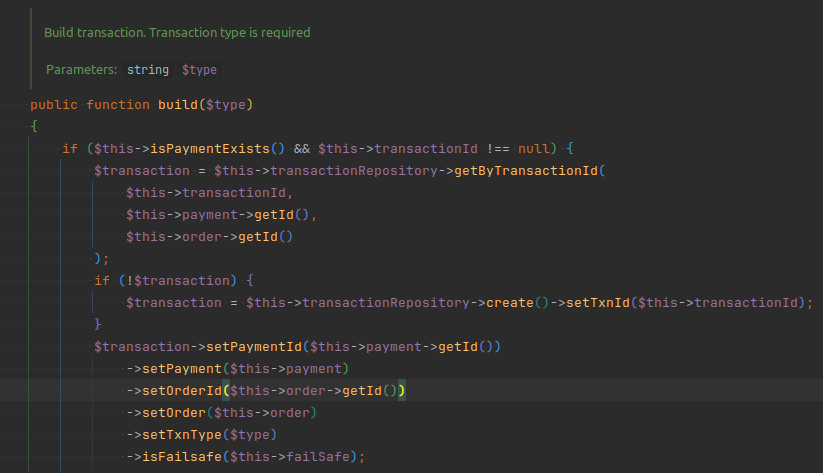 Build transaction. Transaction type is required
Parameters: string $type
public function build($type)
{
if ($this->isPaymentExists() && $this->transactionId !== null) {
$transaction = $this->transactionRepository->getByTransactionId(
$this->transactionId,
$this->payment->getId(),
$this->order->getId()
);
if (!$transaction) {
$transaction = $this->transactionRepository->create()->setTxnId($this->transactionId);
}
$transaction->setPaymentId($this->payment->getId())
->setPayment($this->payment)
->setOrderId($this->order->getId())
->setOrder($this->order)
->setTxnType($type)
->isFailsafe($this->failSafe);